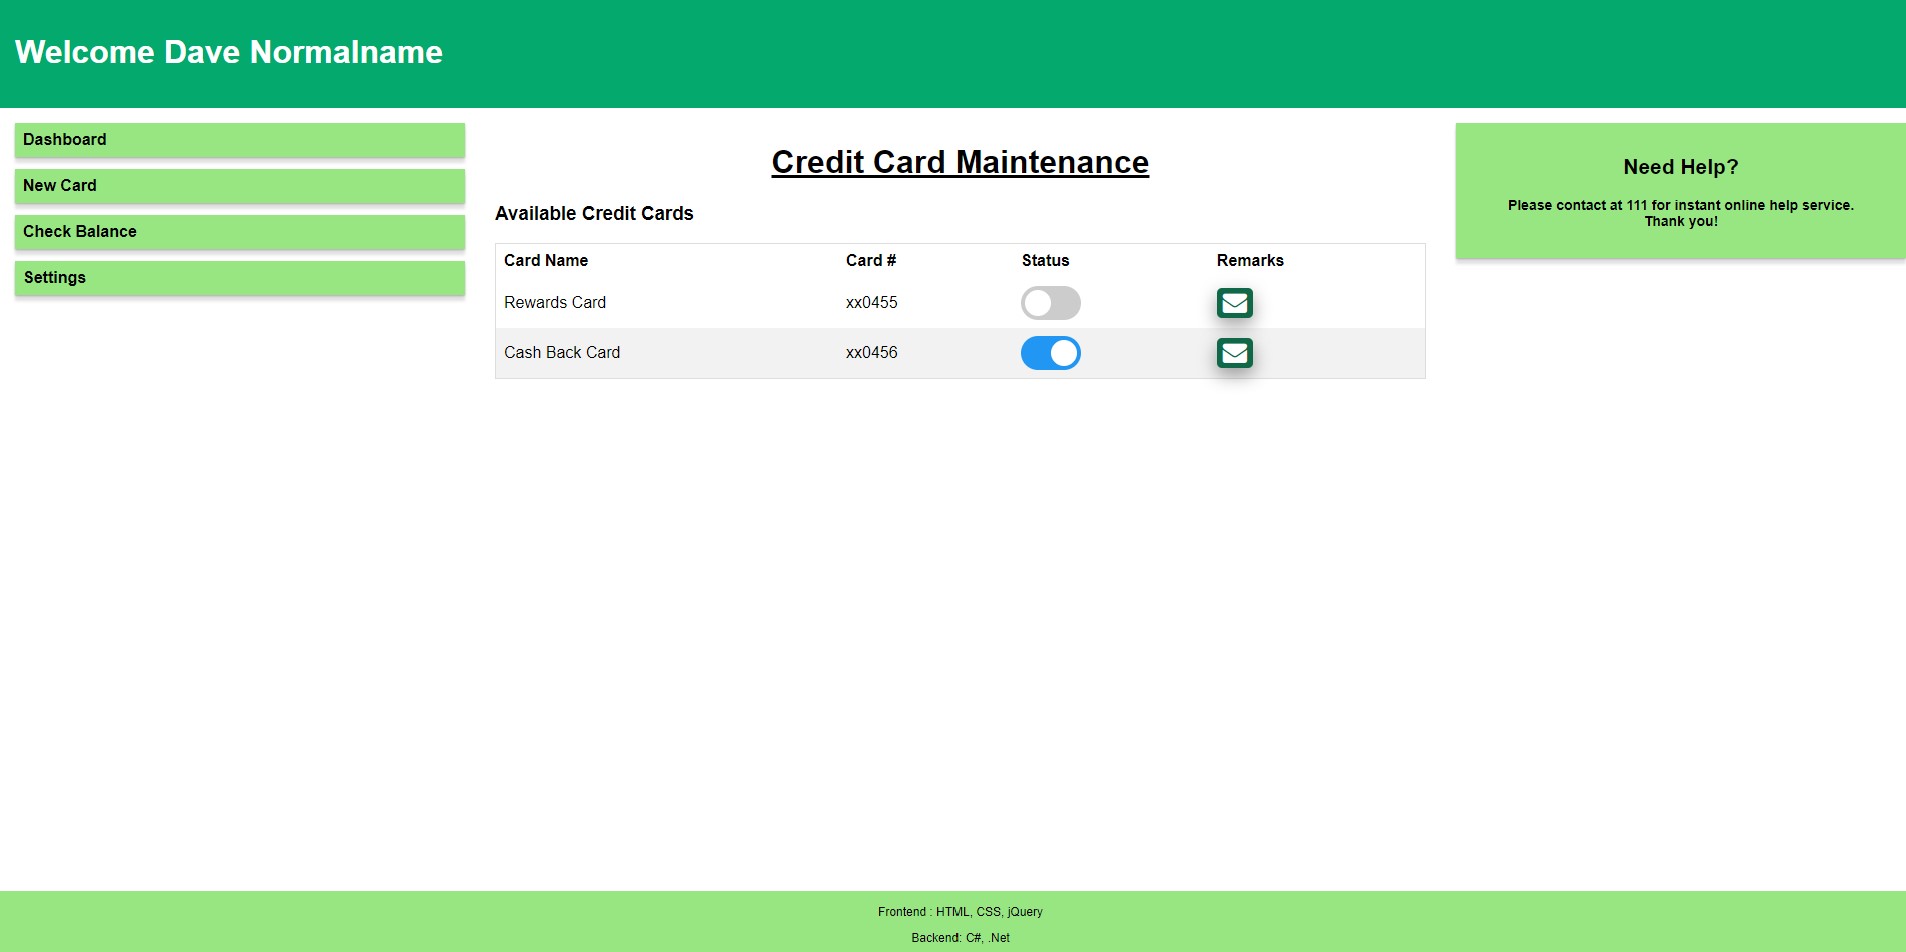 Welcome Dave Normalname
Dashboard
New Card
Check Balance
Settings
Credit Card Maintenance
Available Credit Cards
Card Name Card # Status Remarks
Rewards Card xx0455
Cash Back Card xx0456
Need Help?
Please contact at 111 for instant online help service.
Thank you!
Frontend : HTML, CSS, jQuery
Backend: C#, .Net